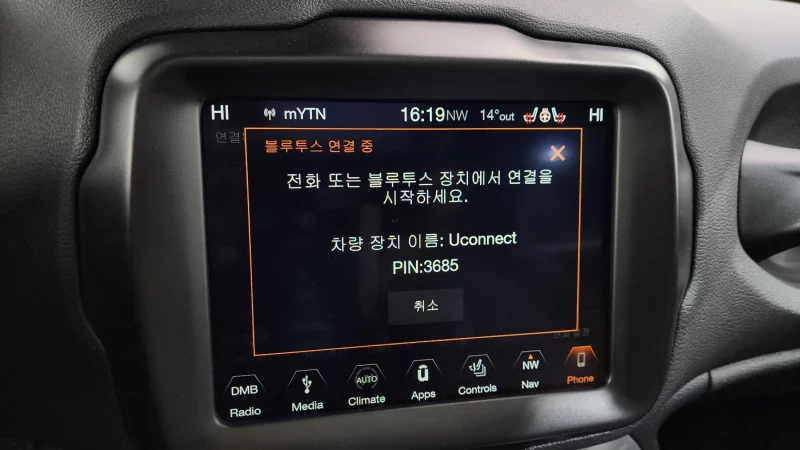 HI mYTN 16:19NW 14°out HI
연결
블루투스 연결 중
전화 또는 블루투스 장치에서 연결을
시작하세요.
차량 장치 이름: Uconnect
PIN:3685
취소
DMB AUTO NW
Radio Media Climate Apps Controls Nav Phone